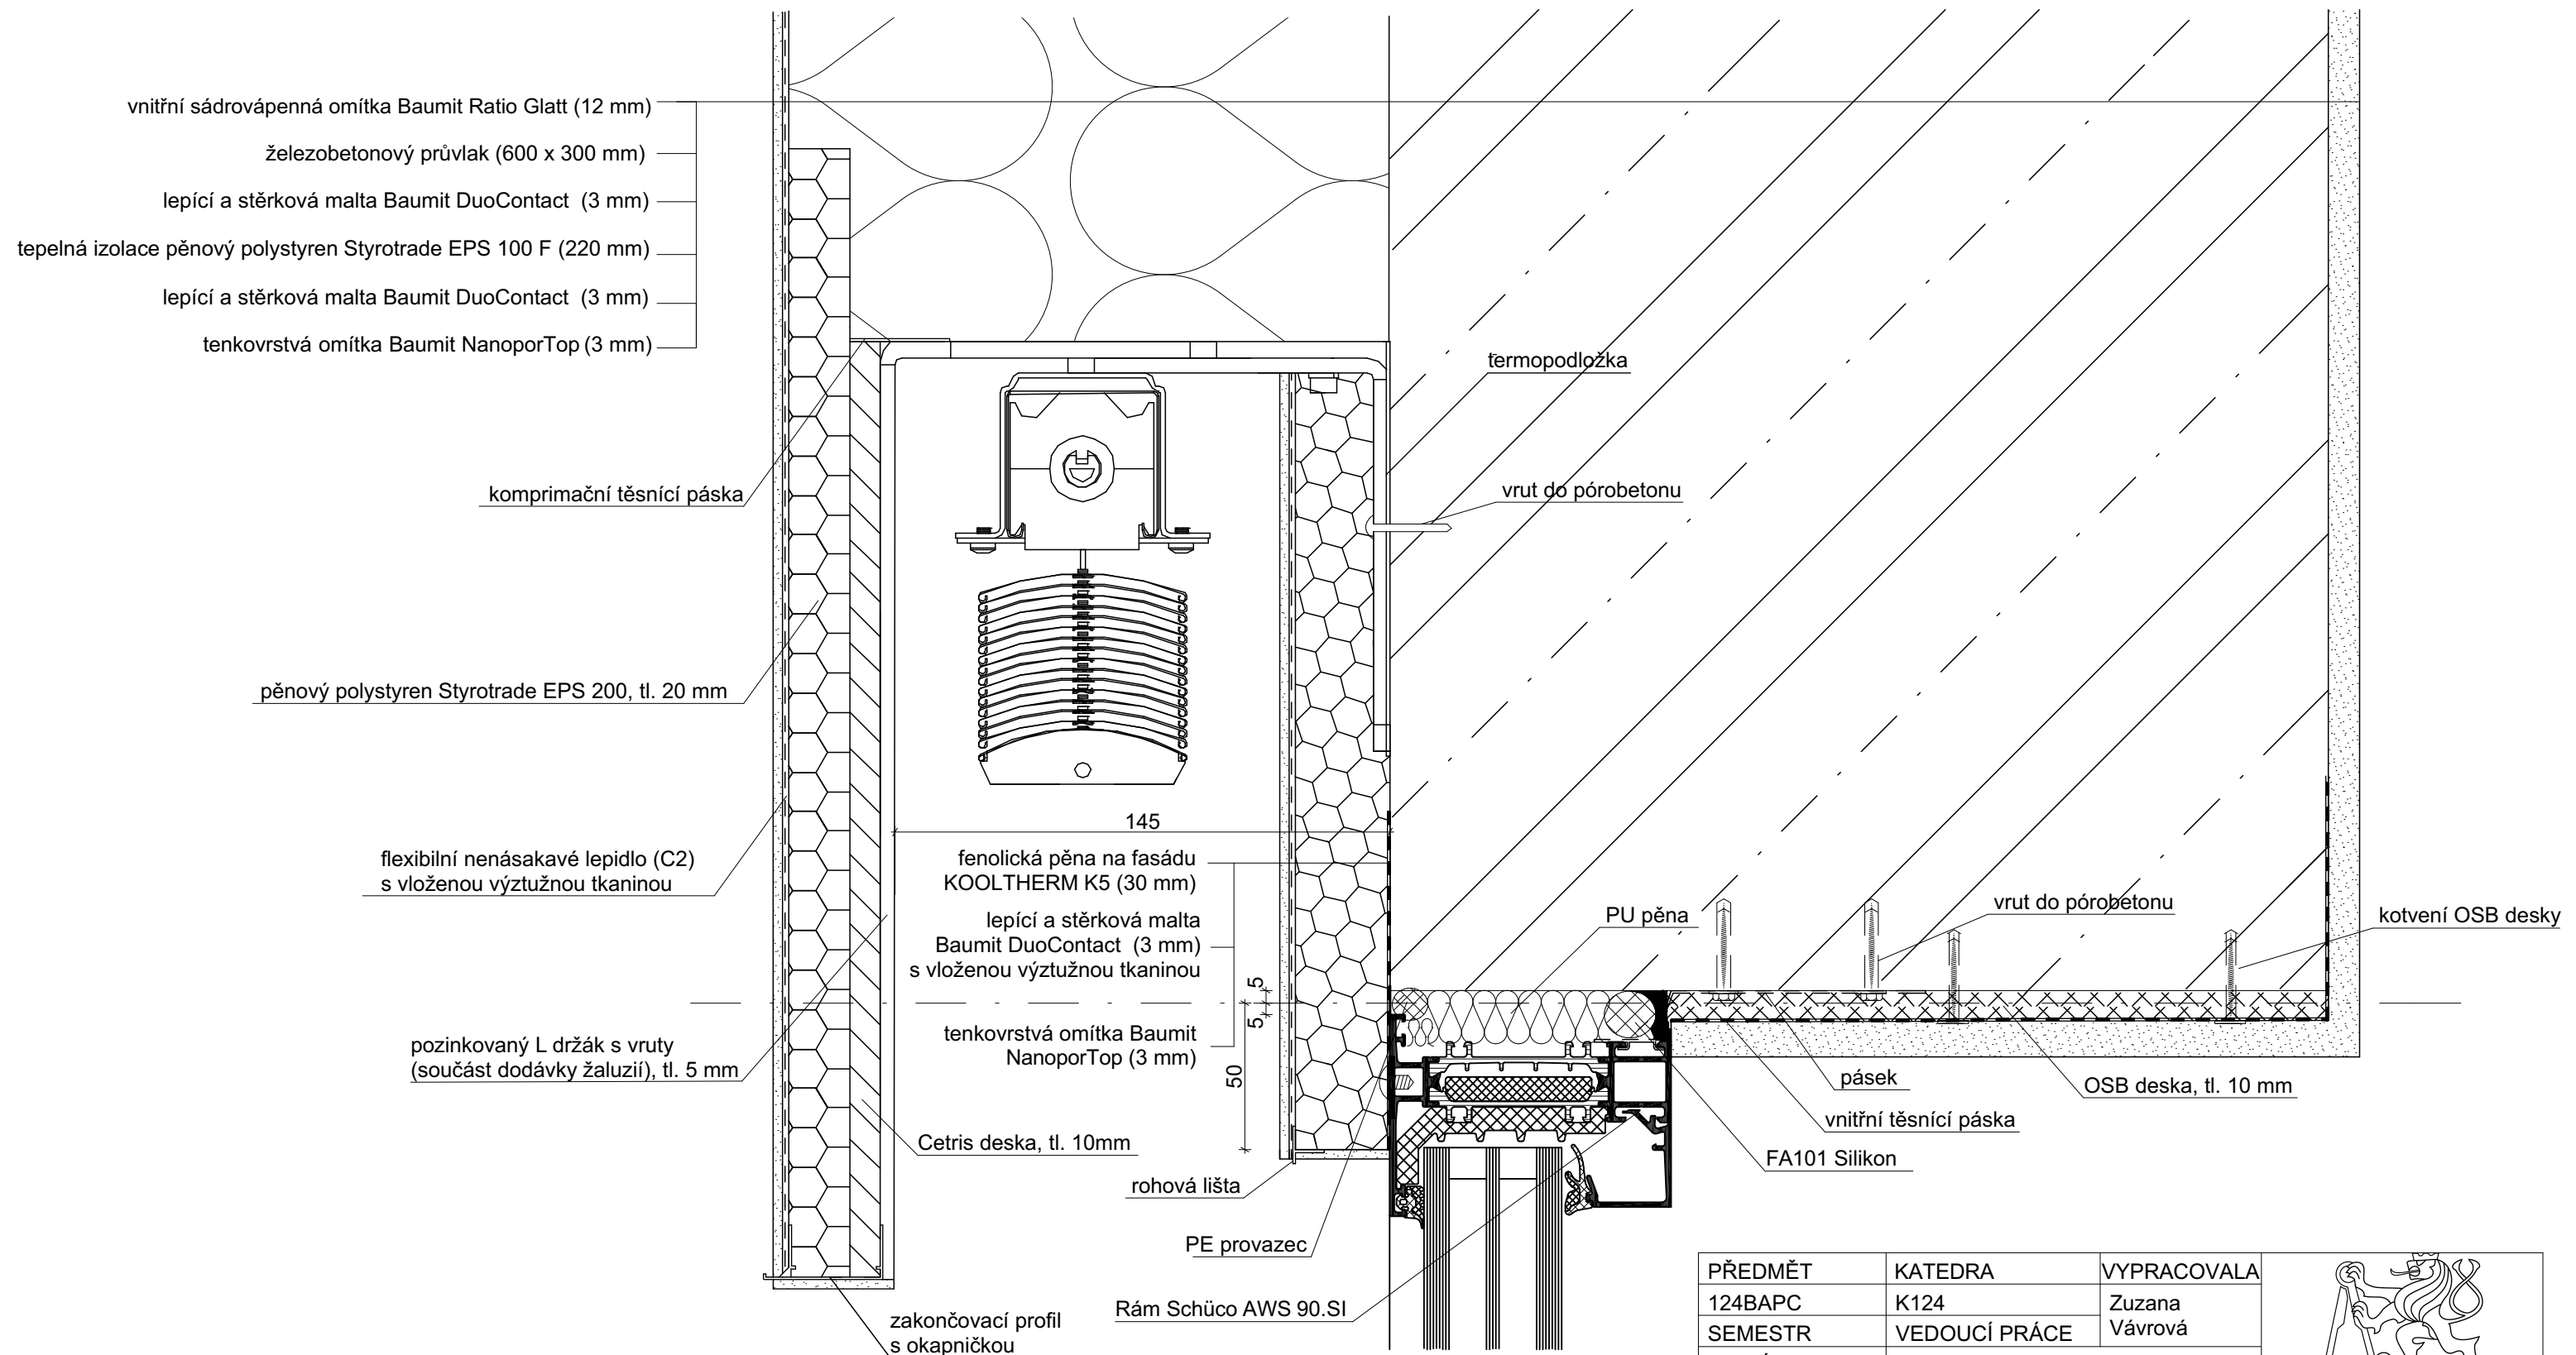 vnitřní sádrovápenná omítka Baumit Ratio Glatt (12 mm)
železobetonový průvlak (600 x 300 mm)
lepící a stěrková malta Baumit DuoContact (3 mm)
tepelná izolace pěnový polystyren Styrotrade EPS 100 F (220 mm)
lepící a stěrková malta Baumit DuoContact (3 mm)
tenkovrstvá omítka Baumit NanoporTop (3 mm)
termopodložka
komprimační těsnící páska
vrut do pórobetonu
pěnový polystyren Styrotrade EPS 200, tl. 20 mm
145
flexibilní nenásakavé lepidlo (C2)
s vloženou výztužnou tkaninou
fenolická pěna na fasádu
KOOLTHERM K5 (30 mm)
lepící a stěrková malta
Baumit DuoContact (3 mm)
s vloženou výztužnou tkaninou
tenkovrstvá omítka Baumit
NanoporTop (3 mm)
5
5
50
PU pěna
vrut do pórobetonu
kotvení OSB desky
pozinkovaný L držák s vruty
(součást dodávky žaluzií), tl. 5 mm
Cetris deska, tl. 10mm
pásek
OSB deska, tl. 10 mm
vnitřní těsnící páska
FA101 Silikon
rohová lišta
PE provazec
Rám Schüco AWS 90.SI
zakončovací profil
s okapničkou
PŘEDMĚT KATEDRA VYPRACOVALA
124BAPC K124 Zuzana
Vávrová
SEMESTR VEDOUCÍ PRÁCE